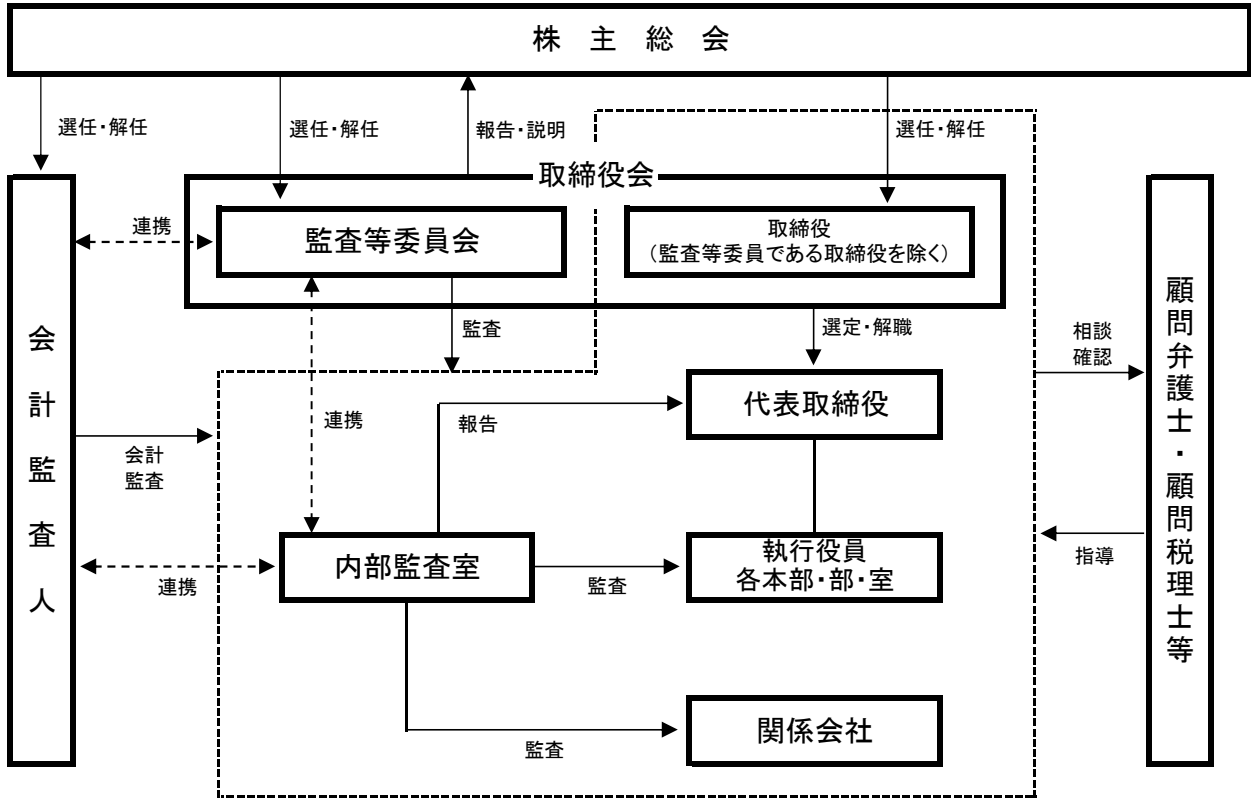 株 主 総 会
選任・解任
選任・解任
報告・説明
選任・解任
取締役会
連携
監査等委員会
取締役
(監査等委員である取締役を除く)
監査
選定・解職
相談
確認
代表取締役
報告
連携
会計
監査
会計監査人
内部監査室
監査
執行役員
各本部・部・室
連携
指導
顧問弁護士・顧問税理士等
関係会社
監査